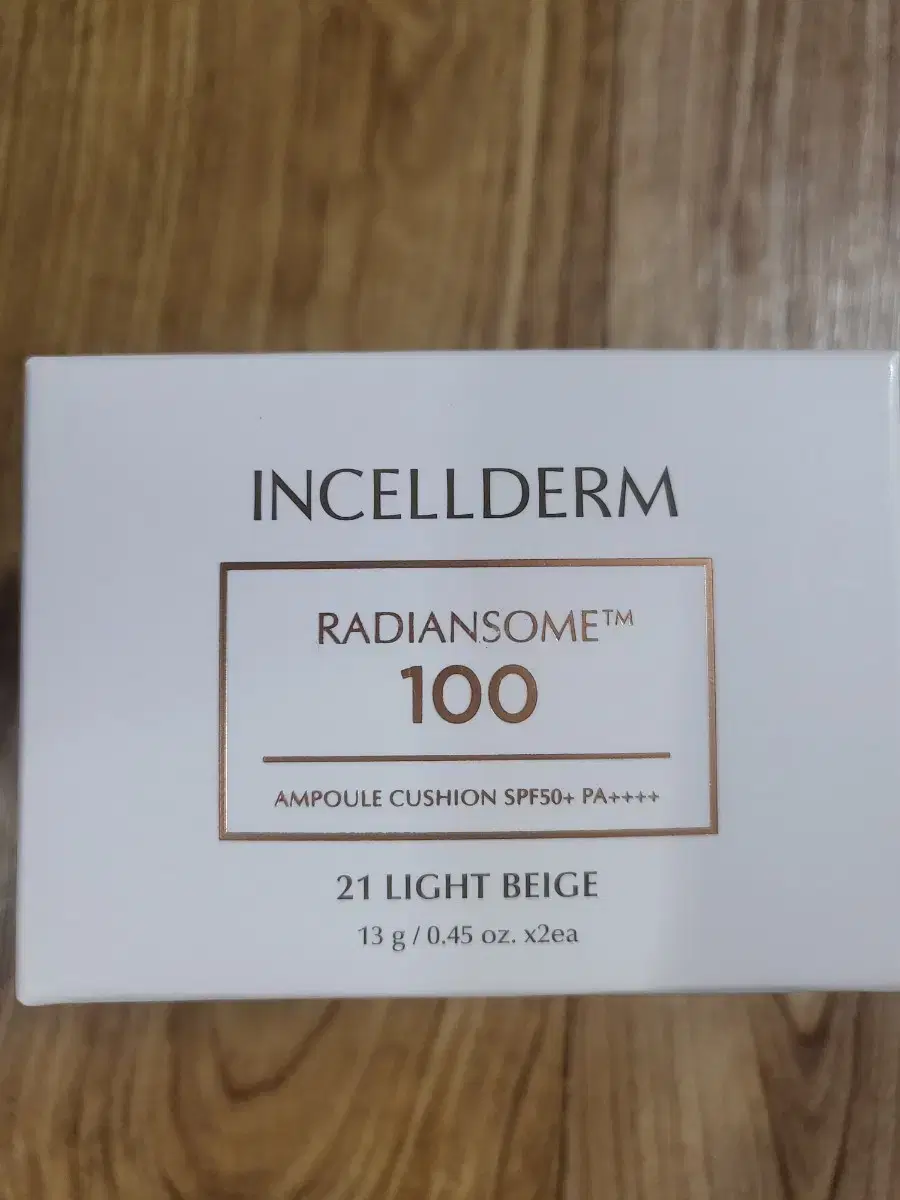 INCELLDERM
RADIANSOME™
100
AMPOULE CUSHION SPF50+ PA++++
21 LIGHT BEIGE
13 g / 0.45 oz. x2ea